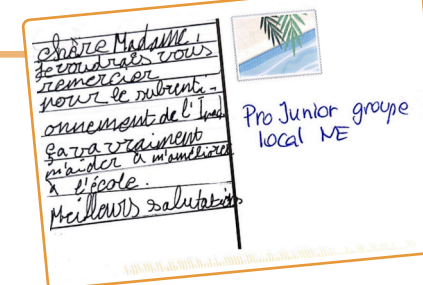 chère Madame,
Je voudrais vous
remercier
pour le subventi-
onnement de l'
ça va vraiment
m'aider à m'améliorer
à l'école.
Meilleurs salutations
Pro Junior groupe
local NE